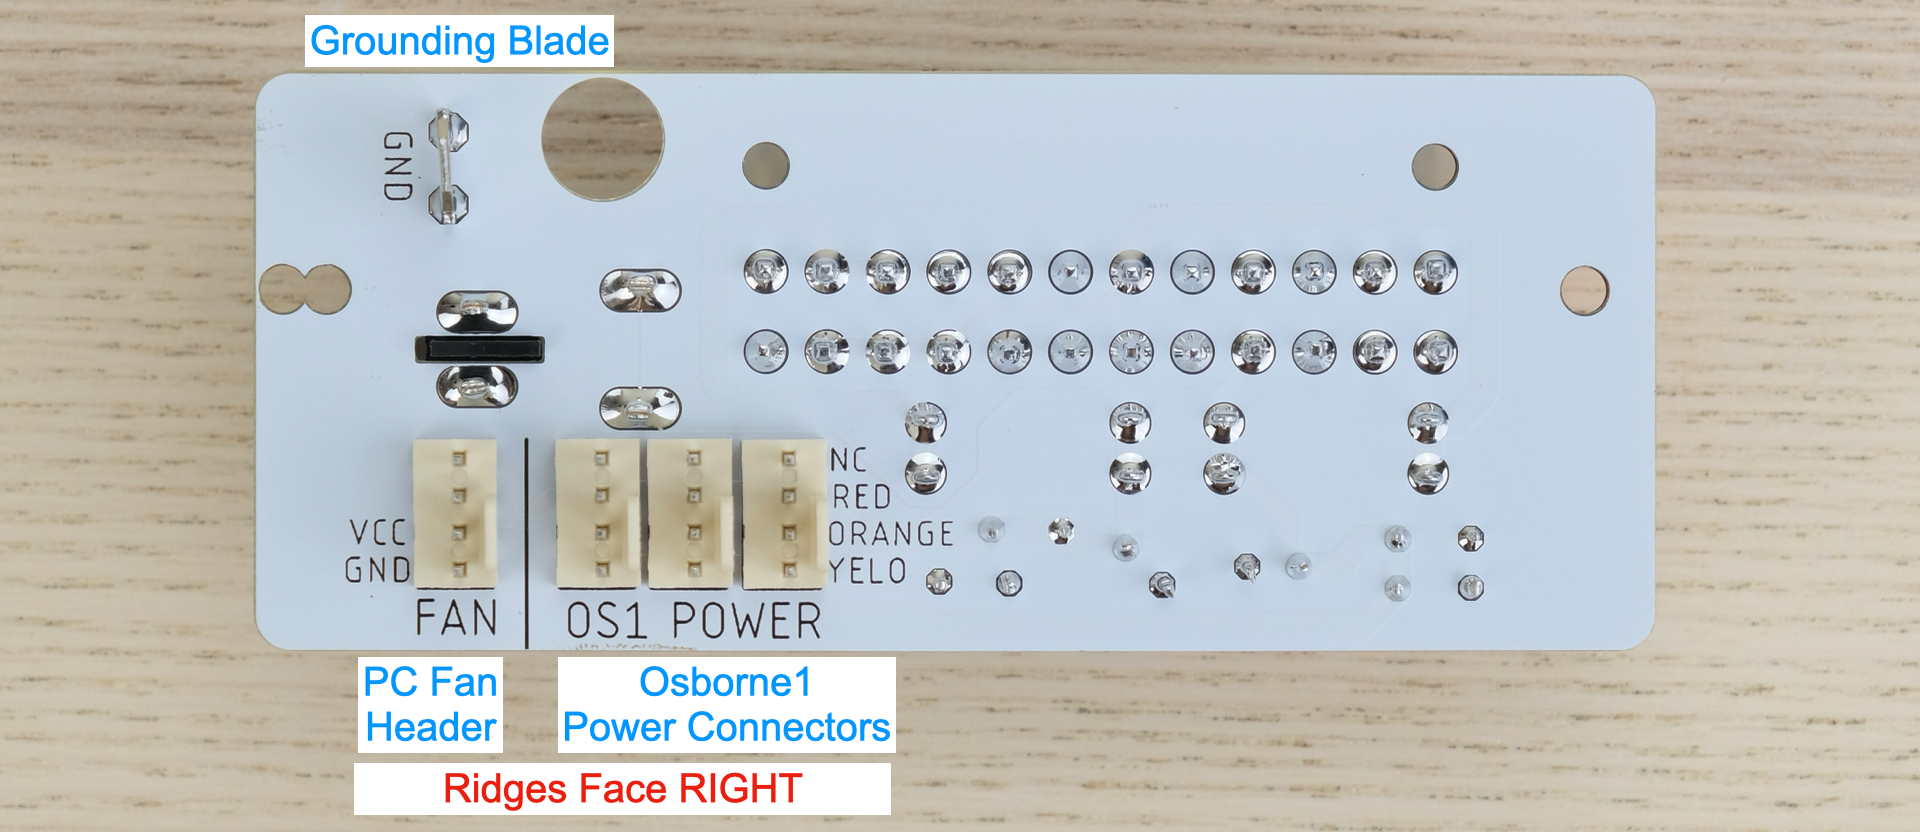 Grounding Blade
GND
NC
RED
VCC
ORANGE
GND
YELO
FAN
OS1 POWER
PC Fan
Header
Osborne1
Power Connectors
Ridges Face RIGHT